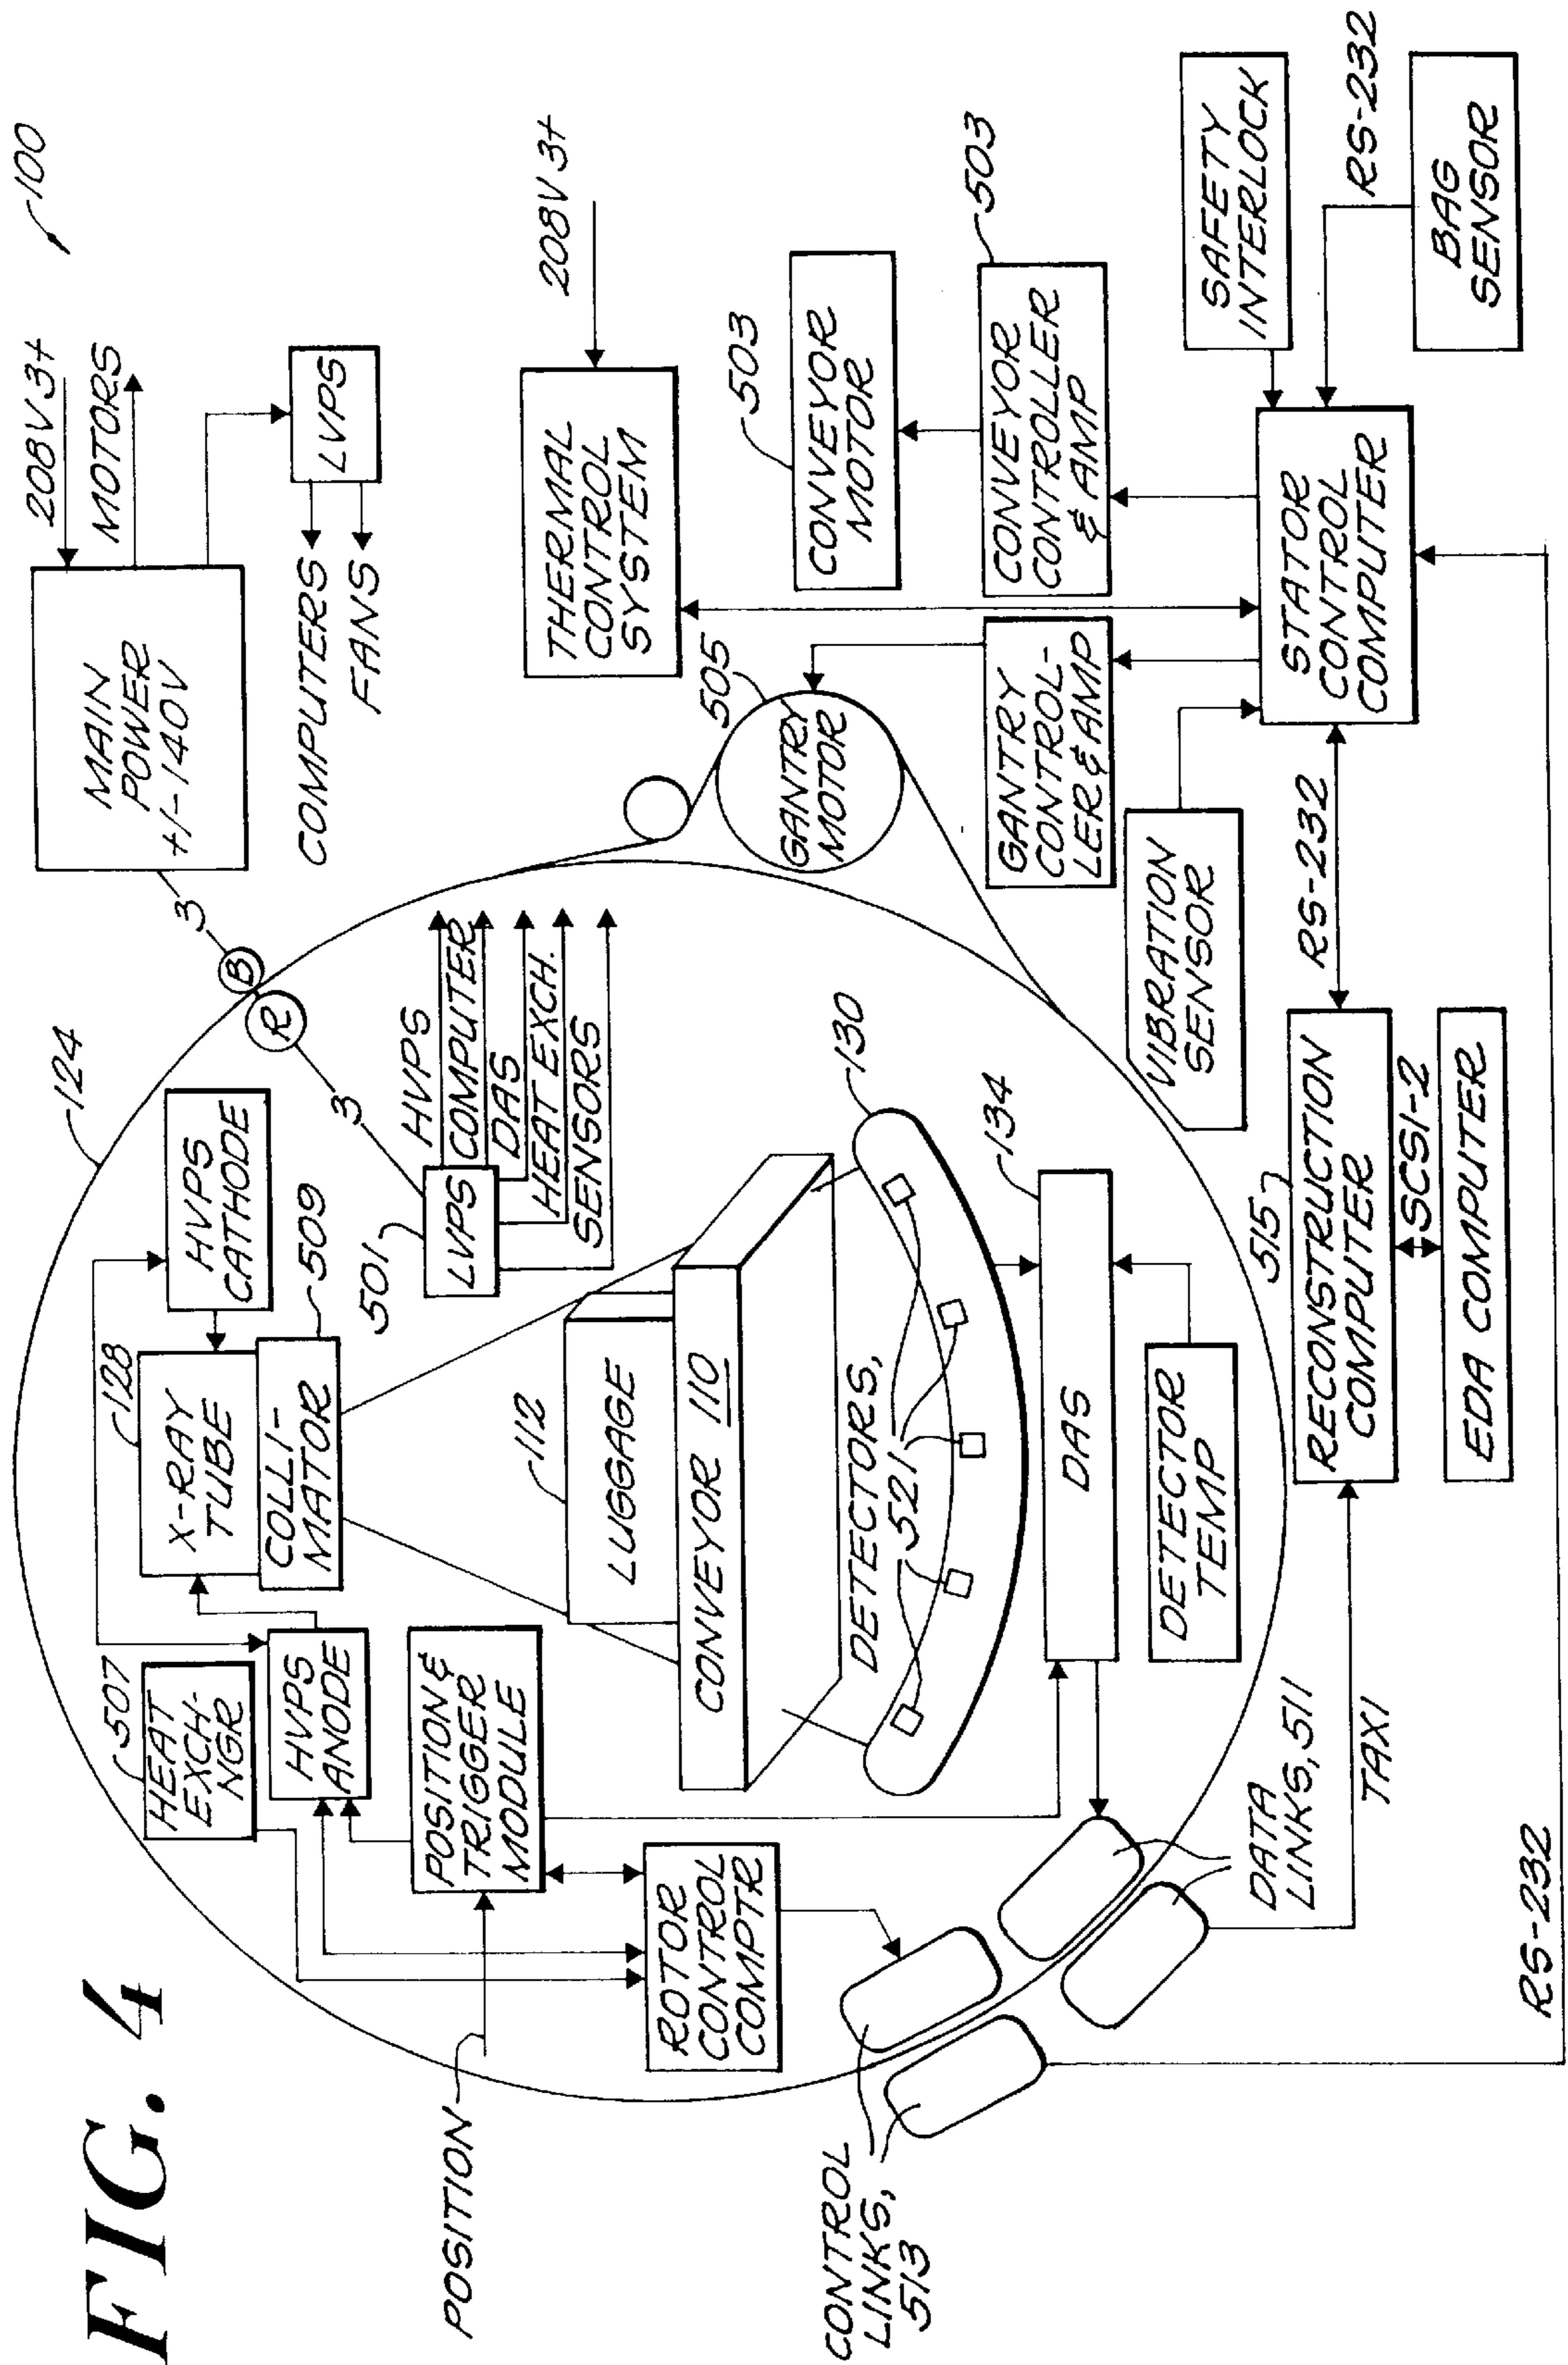 FIG. 4
100
208V 3+
MOTORS
MAIN
POWER
+/-140V
LVPS
COMPUTERS
FANS
3
B
R
3
124
128
X-RAY
TUBE
COLLI-
MATOR
509
HVPS
CATHODE
507
HEAT
EXCH-
NGR
HVPS
ANODE
501
LVPS
HVPS
COMPUTER
DAS
HEAT EXCH.
SENSORS
208V 3+
THERMAL
CONTROL
SYSTEM
POSITION
POSITION &
TRIGGER
MODULE
112
LUGGAGE
CONVEYOR 110
505
GANTRY
MOTOR
503
CONVEYOR
MOTOR
ROTOR
CONTROL
COMPTR
DETECTORS,
521
130
134
DAS
DETECTOR
TEMP
503
CONVEYOR
CONTROLLER
& AMP
GANTRY
CONTROL-
LER & AMP
VIBRATION
SENSOR
CONTROL
LINKS,
513
DATA
LINKS, 511
TAXI
515
RECONSTRUCTION
COMPUTER
SCSI-2
EDA COMPUTER
RS-232
STATOR
CONTROL
COMPUTER
SAFETY
INTERLOCK
RS-232
BAG
SENSOR
RS-232